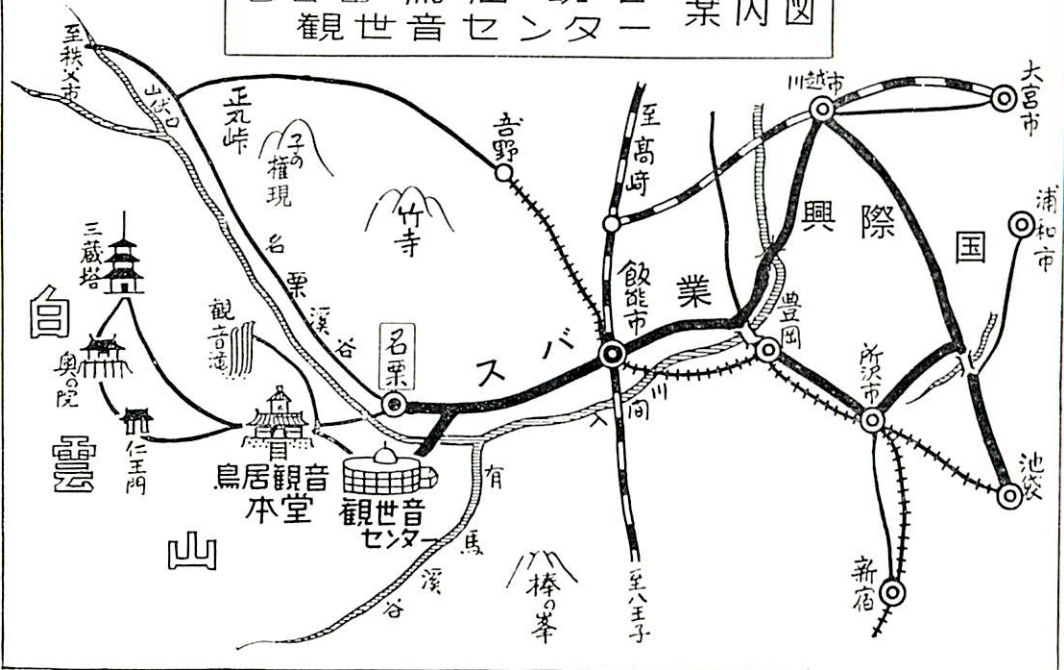 観世音センター
案内図
至秩父市
山伏口
正丸峠
子の権現
竹寺
吾野
至高崎
川越市
大宮市
浦和市
国際興業バス
飯能市
豊岡
所沢市
池袋
新宿
至八王子
入間川
名栗溪谷
名栗
有馬溪谷
棒の峯
三蔵塔
奥の院
仁王門
観音滝
鳥居観音
本堂
観世音
センター
白雲山